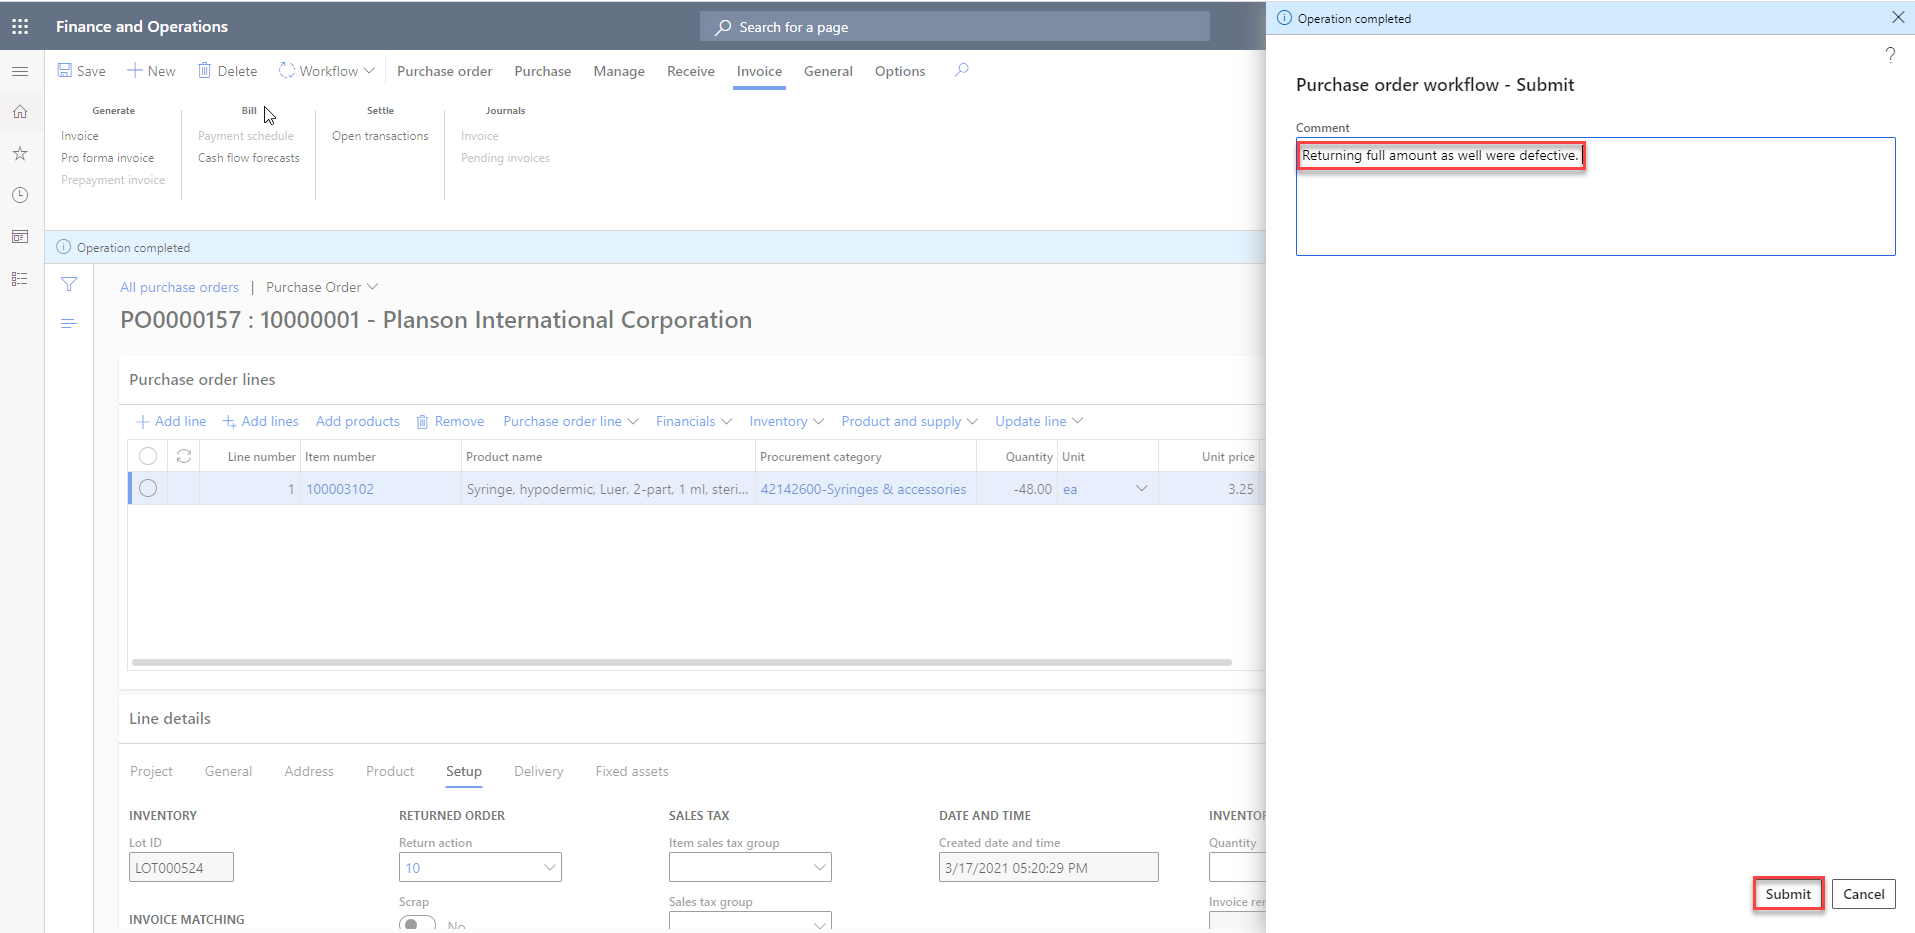 Finance and Operations
Search for a page
Operation completed
Save New Delete Workflow Purchase order Purchase Manage Receive Invoice General Options
?
Purchase order workflow - Submit
Generate Bill Settle Journals
Comment
Invoice Payment schedule Open transactions Invoice
Returning full amount as well were defective.
Pro forma invoice Cash flow forecasts Pending invoices
Prepayment invoice
Operation completed
All purchase orders | Purchase Order
PO0000157 : 10000001 - Planson International Corporation
Purchase order lines
Add line Add lines Add products Remove Purchase order line Financials Inventory Product and supply Update line
Line number Item number Product name Procurement category Quantity Unit Unit price
1 100003102 Syringe, hypodermic, Luer, 2-part, 1 ml, steri... 42142600-Syringes & accessories -48.00 ea 3.25
Line details
Project General Address Product Setup Delivery Fixed assets
INVENTORY RETURNED ORDER SALES TAX DATE AND TIME INVENTOR
Lot ID Return action Item sales tax group Created date and time Quantity
LOT000524 10 3/17/2021 05:20:29 PM
Submit Cancel
Scrap Sales tax group Invoice rem
INVOICE MATCHING No